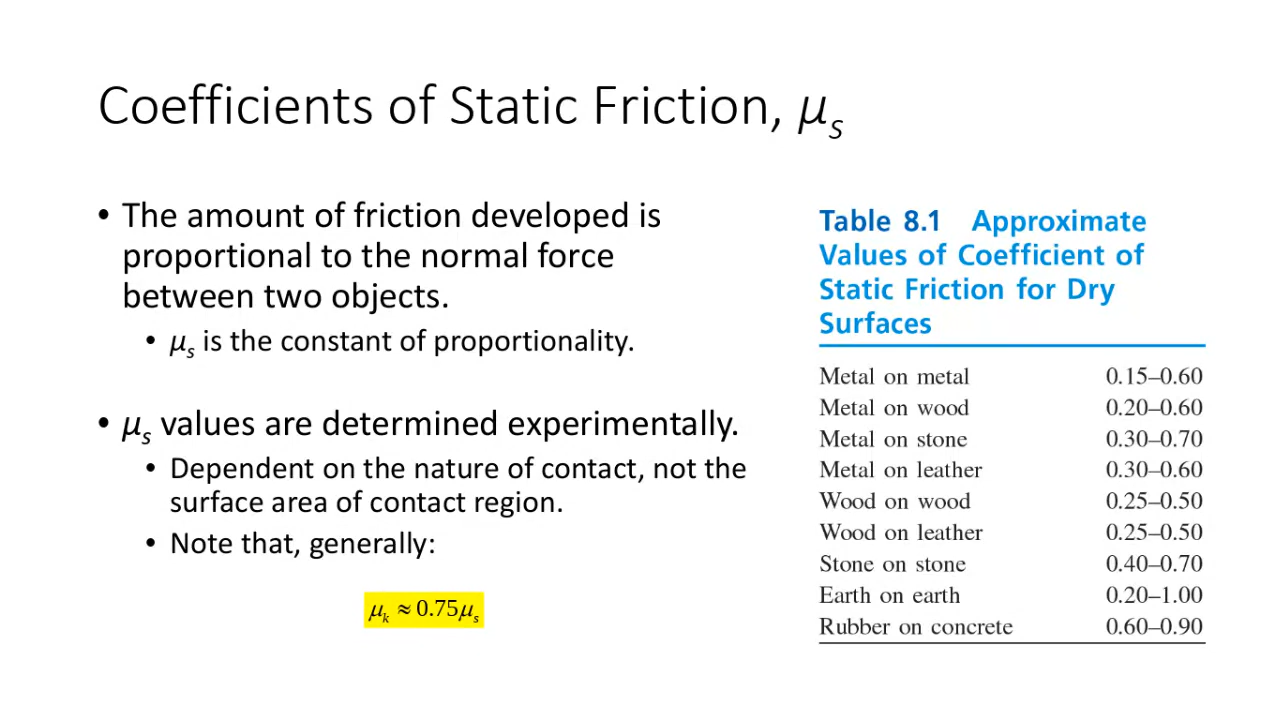 Coefficients of Static Friction, μs
• The amount of friction developed is
proportional to the normal force
between two objects.
• μs is the constant of proportionality.
• μs values are determined experimentally.
• Dependent on the nature of contact, not the
surface area of contact region.
• Note that, generally:
μk ≈ 0.75μs
Table 8.1 Approximate
Values of Coefficient of
Static Friction for Dry
Surfaces
Metal on metal 0.15–0.60
Metal on wood 0.20–0.60
Metal on stone 0.30–0.70
Metal on leather 0.30–0.60
Wood on wood 0.25–0.50
Wood on leather 0.25–0.50
Stone on stone 0.40–0.70
Earth on earth 0.20–1.00
Rubber on concrete 0.60–0.90